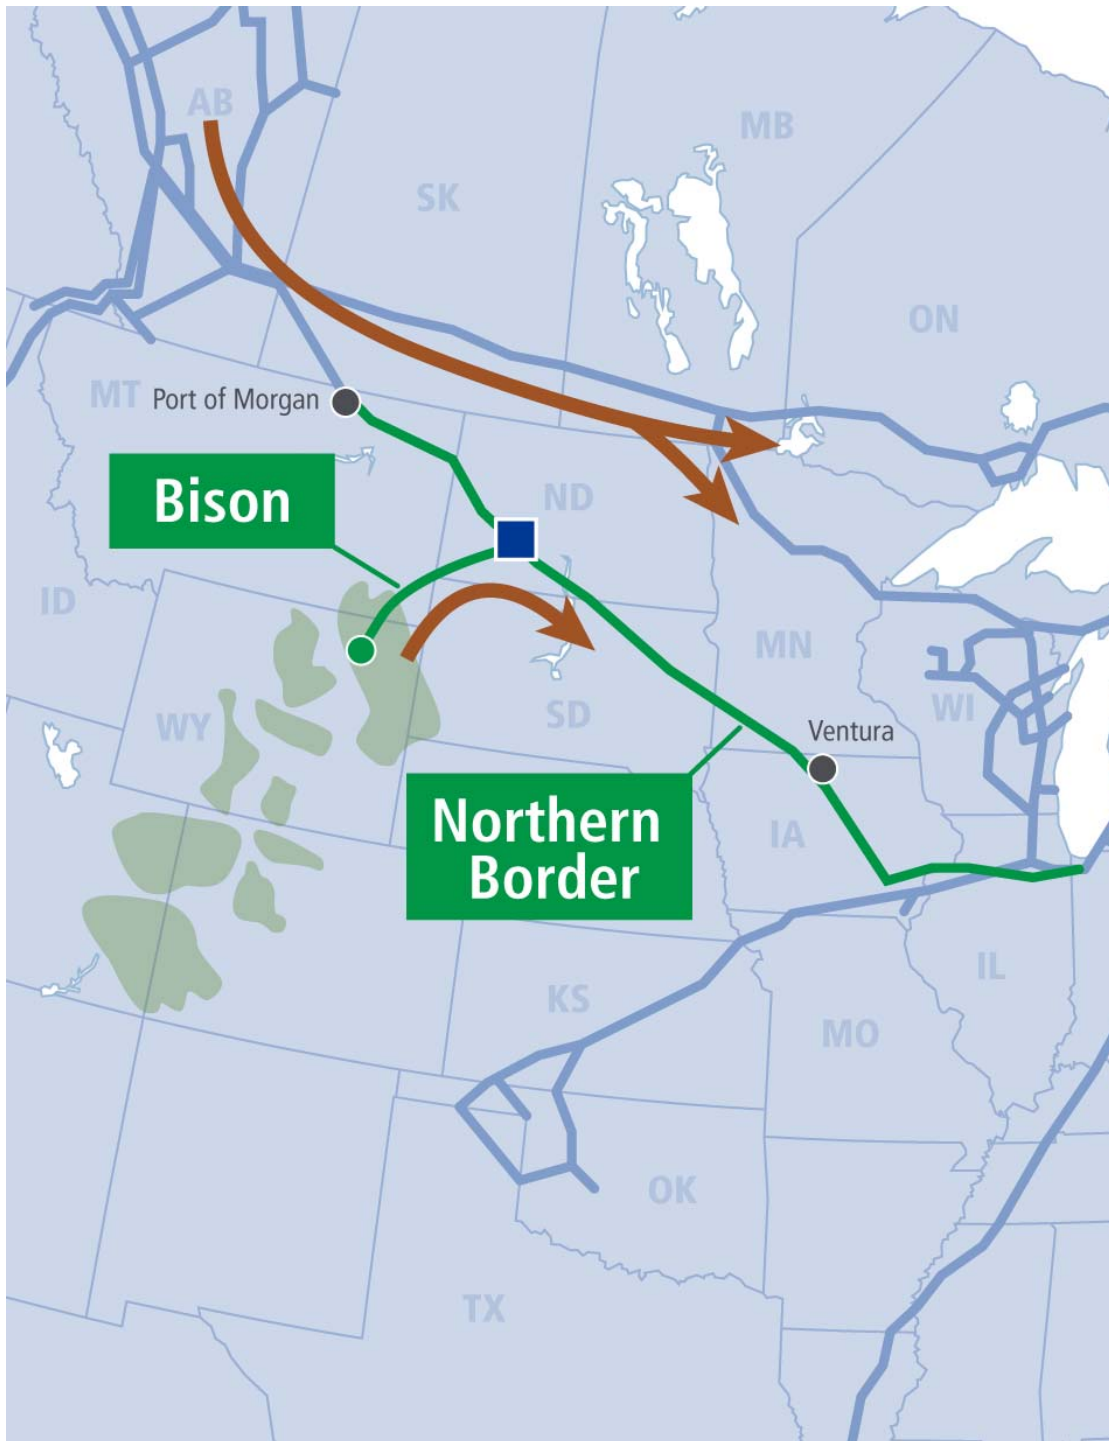 AB
MB
SK
ON
MT
Port of Morgan
Bison
ND
ID
MN
WI
WY
SD
Ventura
Northern
Border
IA
IL
KS
MO
OK
TX